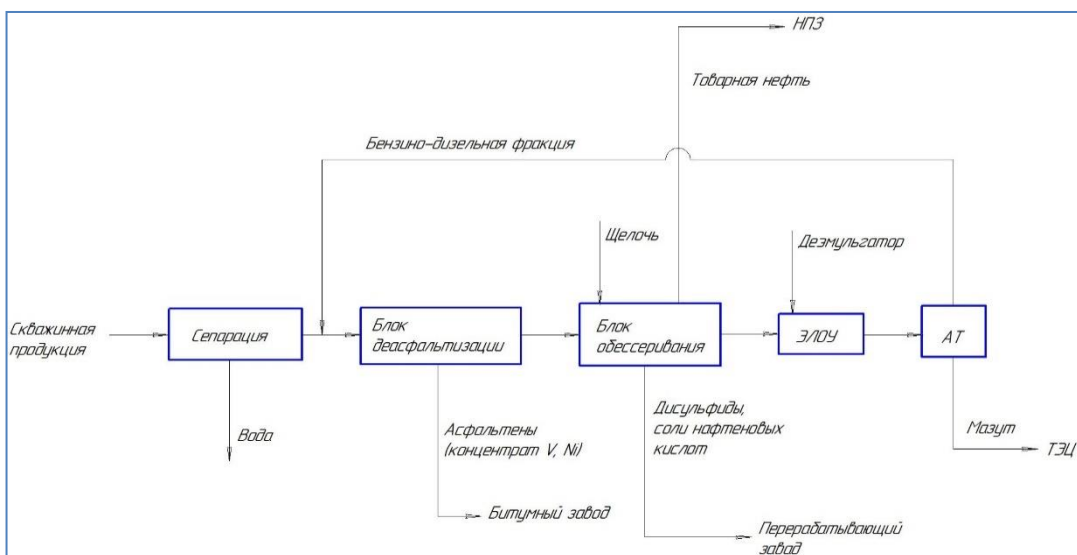 НПЗ
Товарная нефть
Бензино-дизельная фракция
Щелочь
Деэмульгатор
Скважинная
продукция
Сепарация
Блок
деасфальтизации
Блок
обессеривания
ЭЛОУ
АТ
Вода
Асфальтены
(концентрат V, Ni)
Дисульфиды,
соли нафтеновых
кислот
Мазут
ТЭЦ
Битумный завод
Перерабатывающий
завод